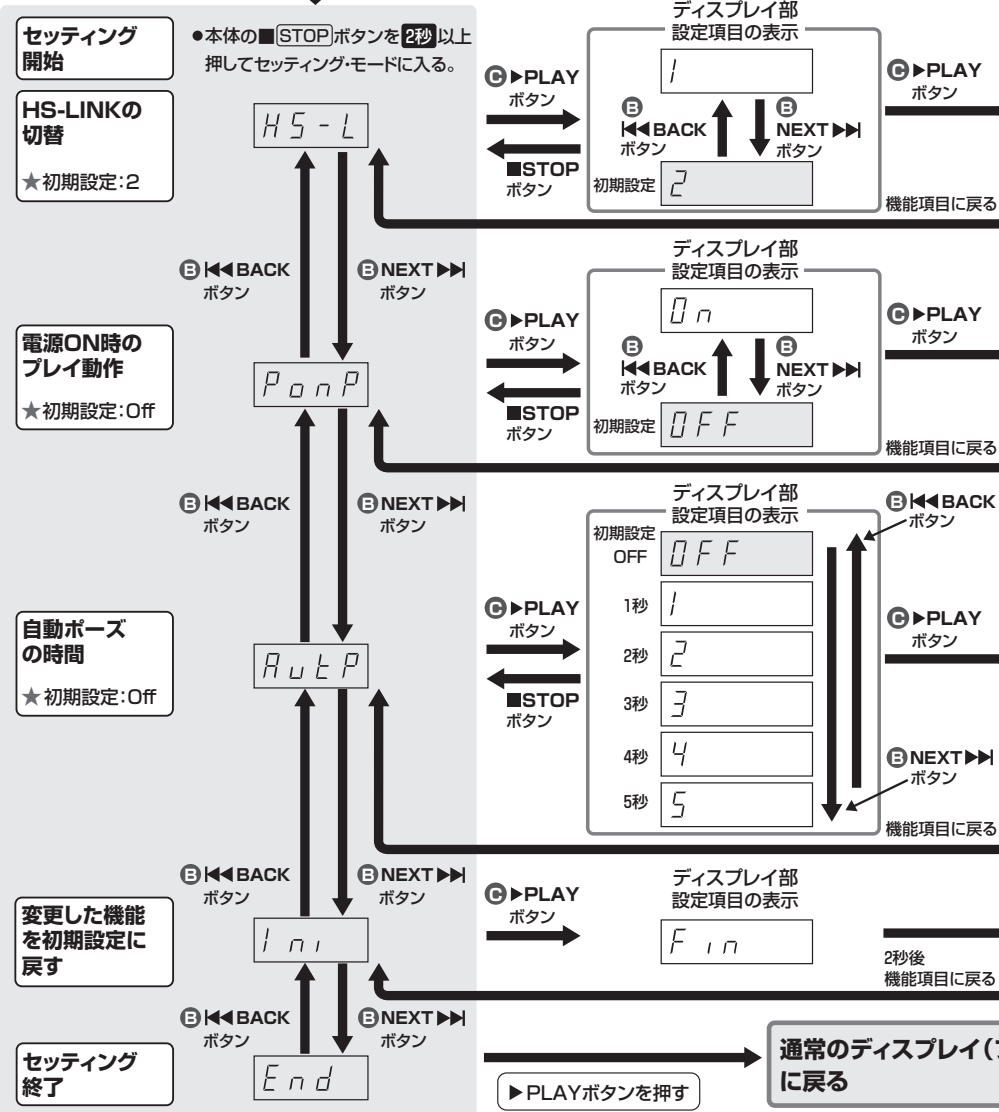 セッティング
開始
●本体の■STOPボタンを2秒以上
押してセッティング・モードに入る。
HS-LINKの
切替
★初期設定：2
HS-L
C▶PLAY
ボタン
■STOP
ボタン
ディスプレイ部
設定項目の表示
1
B
⏮BACK
ボタン
B
NEXT⏭
ボタン
初期設定
2
C▶PLAY
ボタン
機能項目に戻る
B⏮BACK
ボタン
BNEXT⏭
ボタン
電源ON時の
プレイ動作
★初期設定：Off
PonP
C▶PLAY
ボタン
■STOP
ボタン
ディスプレイ部
設定項目の表示
On
B
⏮BACK
ボタン
B
NEXT⏭
ボタン
初期設定
OFF
C▶PLAY
ボタン
機能項目に戻る
B⏮BACK
ボタン
BNEXT⏭
ボタン
自動ポーズ
の時間
★初期設定：Off
AutP
C▶PLAY
ボタン
■STOP
ボタン
ディスプレイ部
設定項目の表示
初期設定
OFF
OFF
1秒 1
2秒 2
3秒 3
4秒 4
5秒 5
B⏮BACK
ボタン
C▶PLAY
ボタン
BNEXT⏭
ボタン
機能項目に戻る
B⏮BACK
ボタン
BNEXT⏭
ボタン
変更した機能
を初期設定に
戻す
Ini
C▶PLAY
ボタン
ディスプレイ部
設定項目の表示
Fin
2秒後
機能項目に戻る
B⏮BACK
ボタン
BNEXT⏭
ボタン
セッティング
終了
End
▶PLAYボタンを押す
通常のディスプレイ（
に戻る